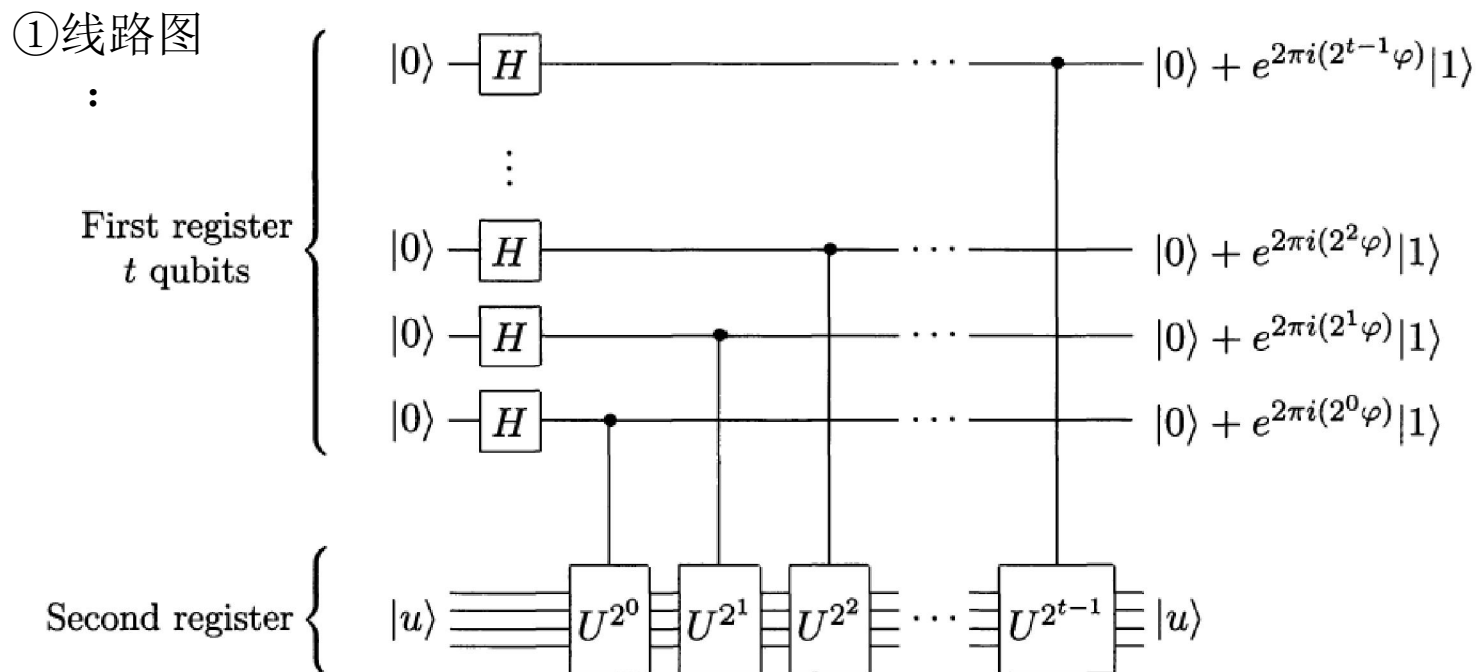 ①线路图
：
|0⟩ H ··· |0⟩ + e^{2πi(2^{t−1}φ)}|1⟩
⋮
First register
t qubits
|0⟩ H ··· |0⟩ + e^{2πi(2^2φ)}|1⟩
|0⟩ H ··· |0⟩ + e^{2πi(2^1φ)}|1⟩
|0⟩ H ··· |0⟩ + e^{2πi(2^0φ)}|1⟩
Second register |u⟩ U^{2^0} U^{2^1} U^{2^2} ··· U^{2^{t−1}} |u⟩